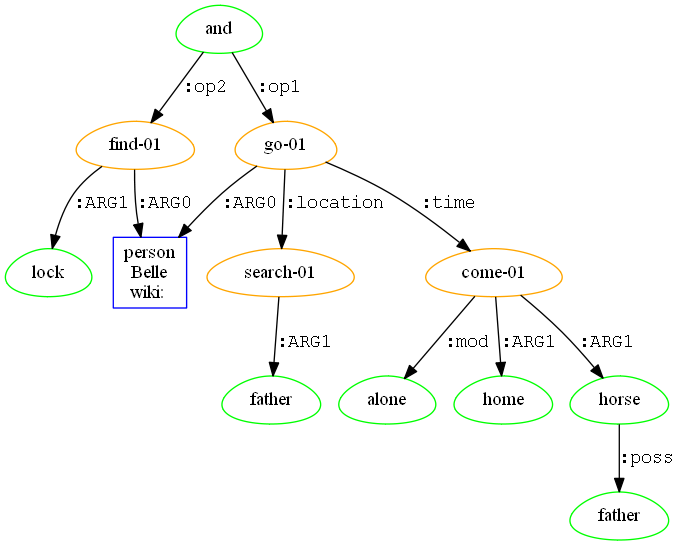 and
:op2
:op1
find-01
go-01
:ARG1
:ARG0
:ARG0
:location
:time
lock
person
Belle
wiki:
search-01
come-01
:ARG1
:mod
:ARG1
:ARG1
father
alone
home
horse
:poss
father